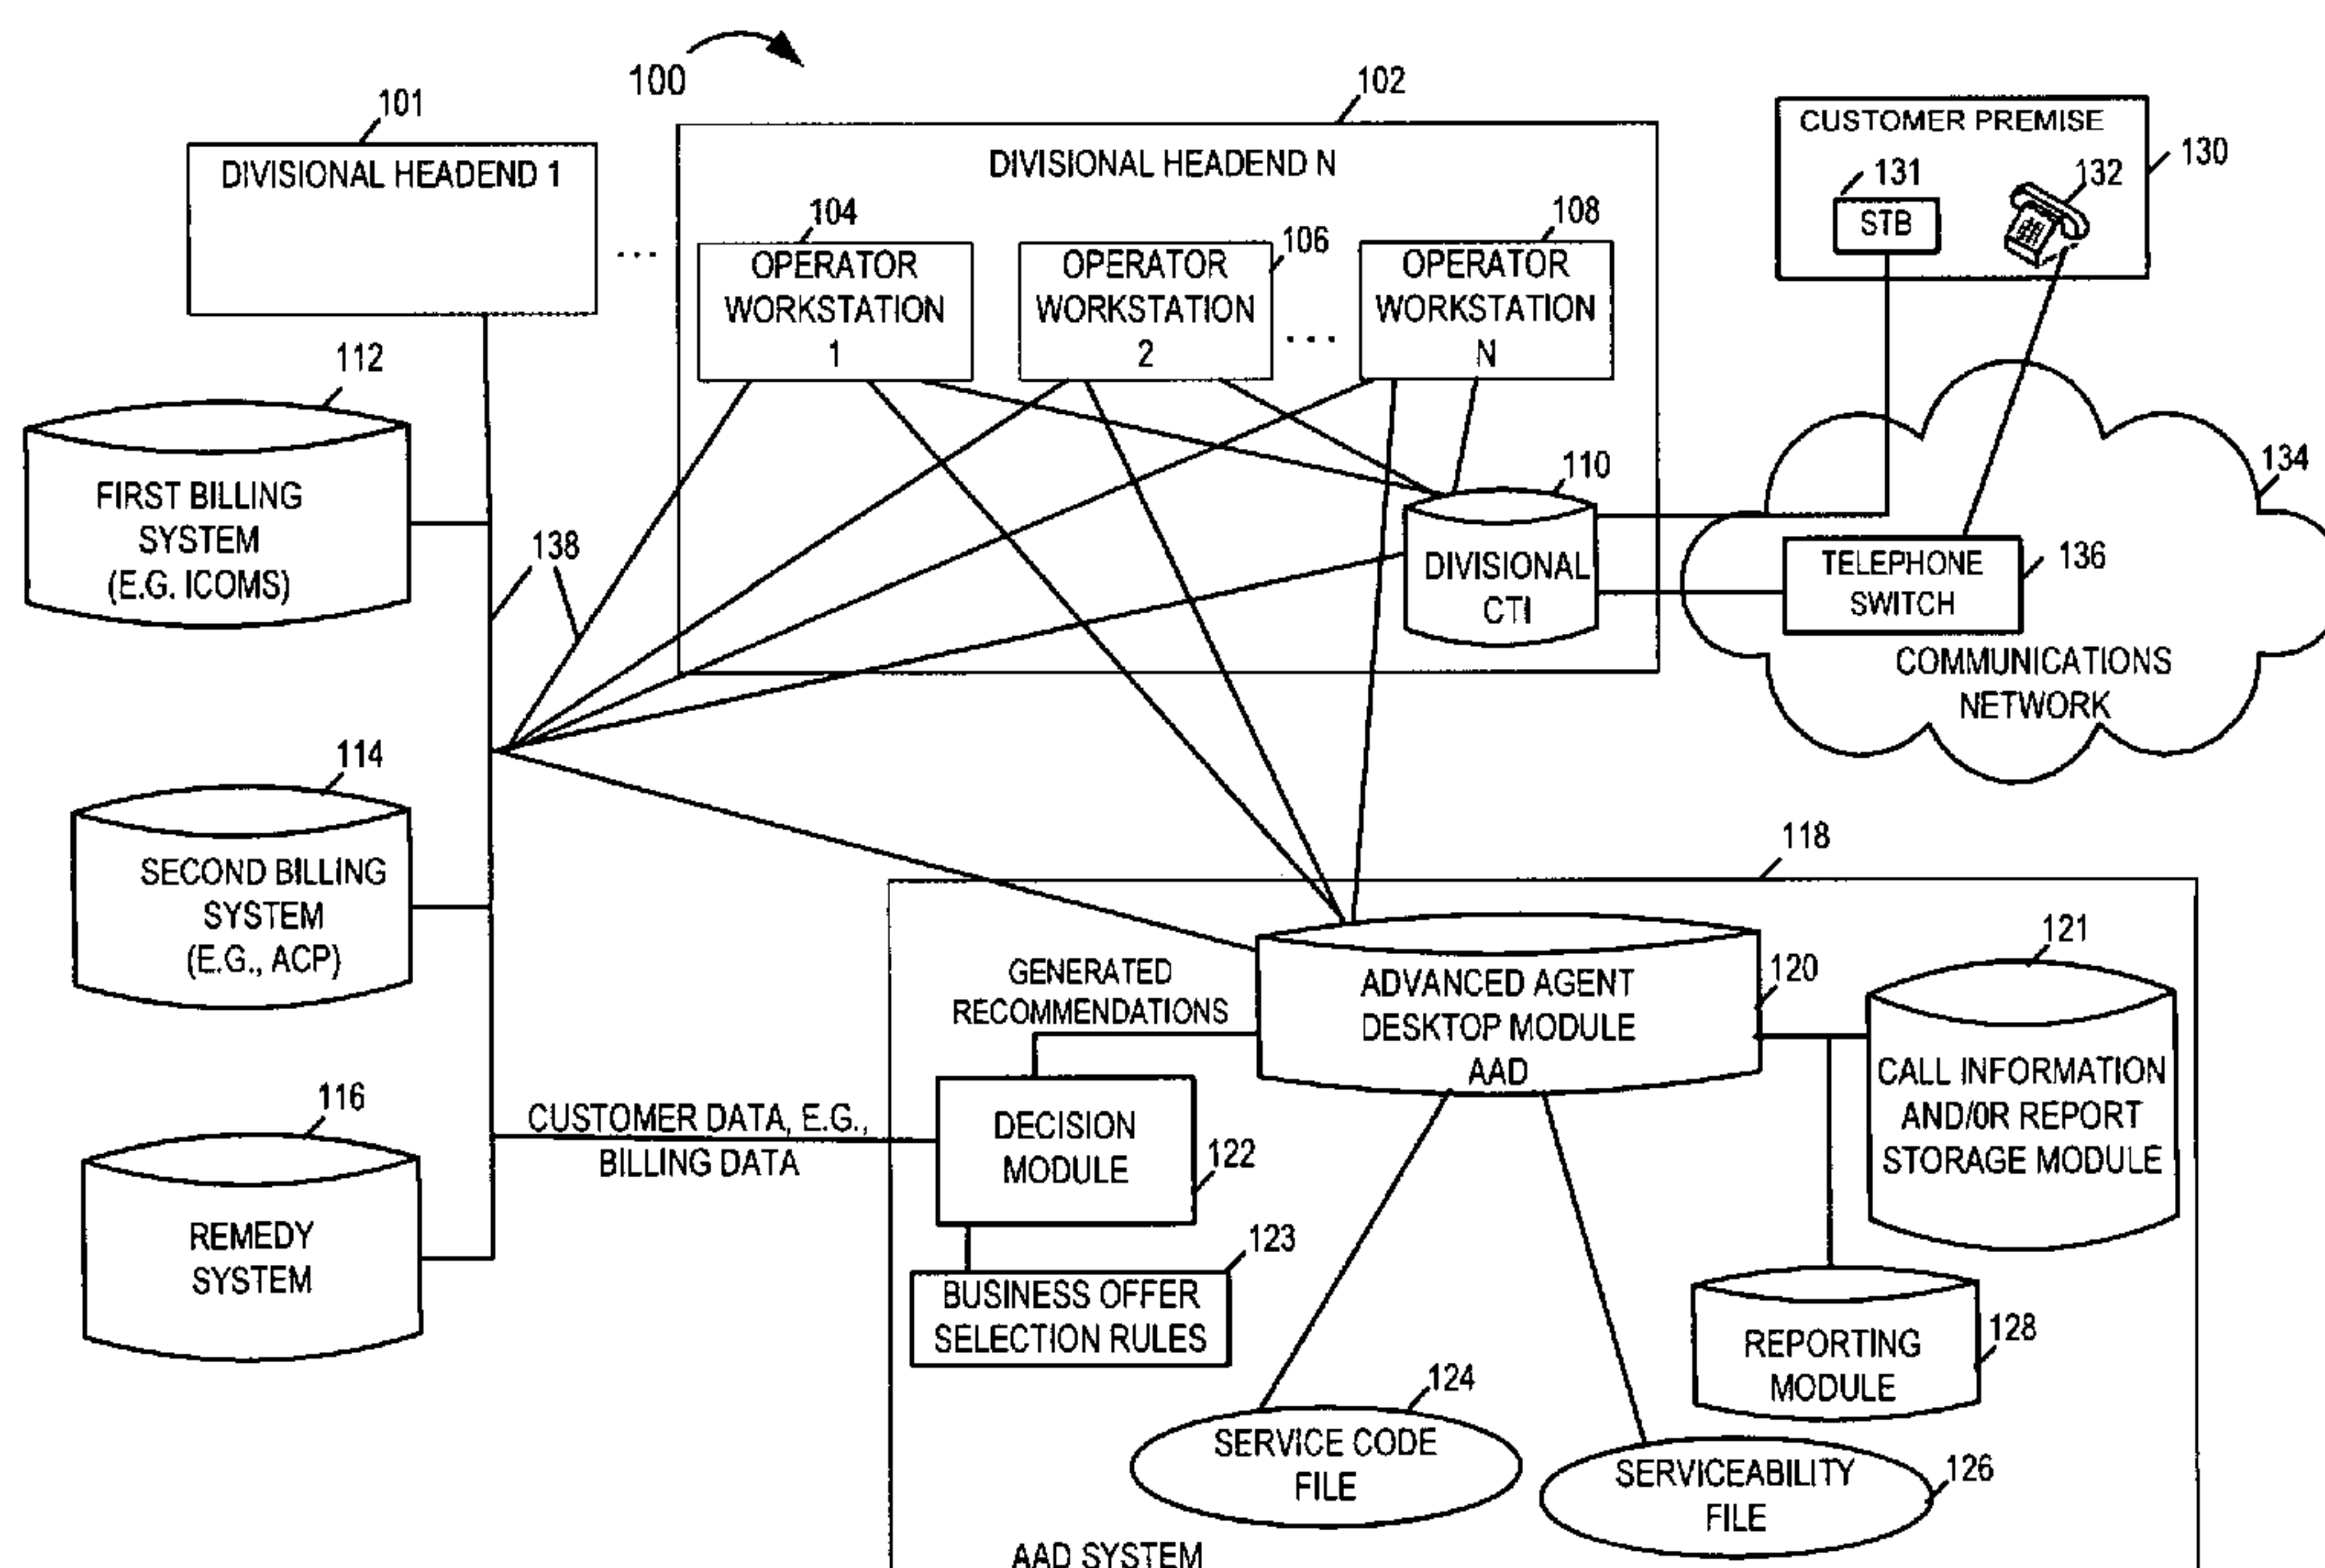 100
101
DIVISIONAL HEADEND 1
...
102
DIVISIONAL HEADEND N
104
OPERATOR
WORKSTATION
1
106
OPERATOR
WORKSTATION
2
...
108
OPERATOR
WORKSTATION
N
110
DIVISIONAL
CTI
CUSTOMER PREMISE
130
131
STB
132
134
TELEPHONE
SWITCH
136
COMMUNICATIONS
NETWORK
112
FIRST BILLING
SYSTEM
(E.G. ICOMS)
138
114
SECOND BILLING
SYSTEM
(E.G., ACP)
116
REMEDY
SYSTEM
CUSTOMER DATA, E.G.,
BILLING DATA
118
GENERATED
RECOMMENDATIONS
ADVANCED AGENT
DESKTOP MODULE
AAD
120
121
CALL INFORMATION
AND/OR REPORT
STORAGE MODULE
DECISION
MODULE
122
123
BUSINESS OFFER
SELECTION RULES
124
SERVICE CODE
FILE
SERVICEABILITY
FILE
126
REPORTING
MODULE
128
AAD SYSTEM